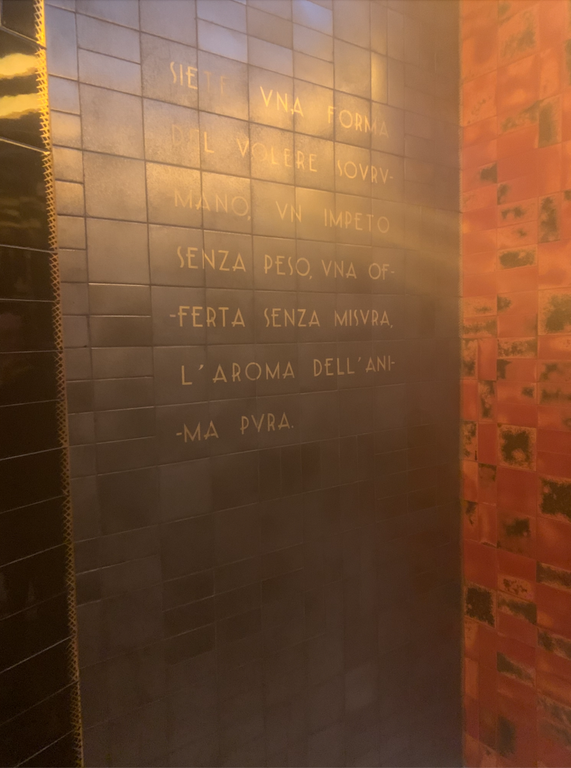 SIETE VNA FORMA
DEL VOLERE SOVRV-
MANO, VN IMPETO
SENZA PESO, VNA OF-
-FERTA SENZA MISVRA,
L'AROMA DELL'ANI-
-MA PVRA.